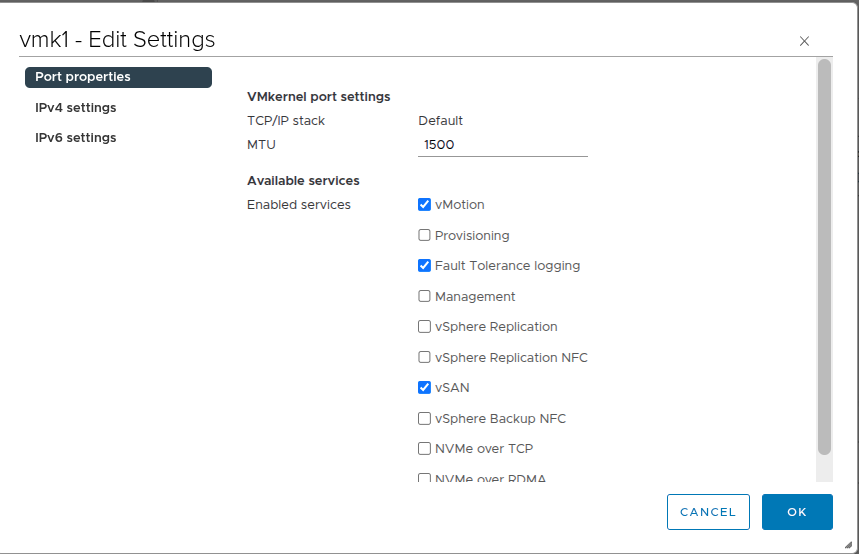 vmk1 - Edit Settings
Port properties
IPv4 settings
IPv6 settings
VMkernel port settings
TCP/IP stack Default
MTU 1500
Available services
Enabled services vMotion
Provisioning
Fault Tolerance logging
Management
vSphere Replication
vSphere Replication NFC
vSAN
vSphere Backup NFC
NVMe over TCP
NVMe over RDMA
CANCEL OK